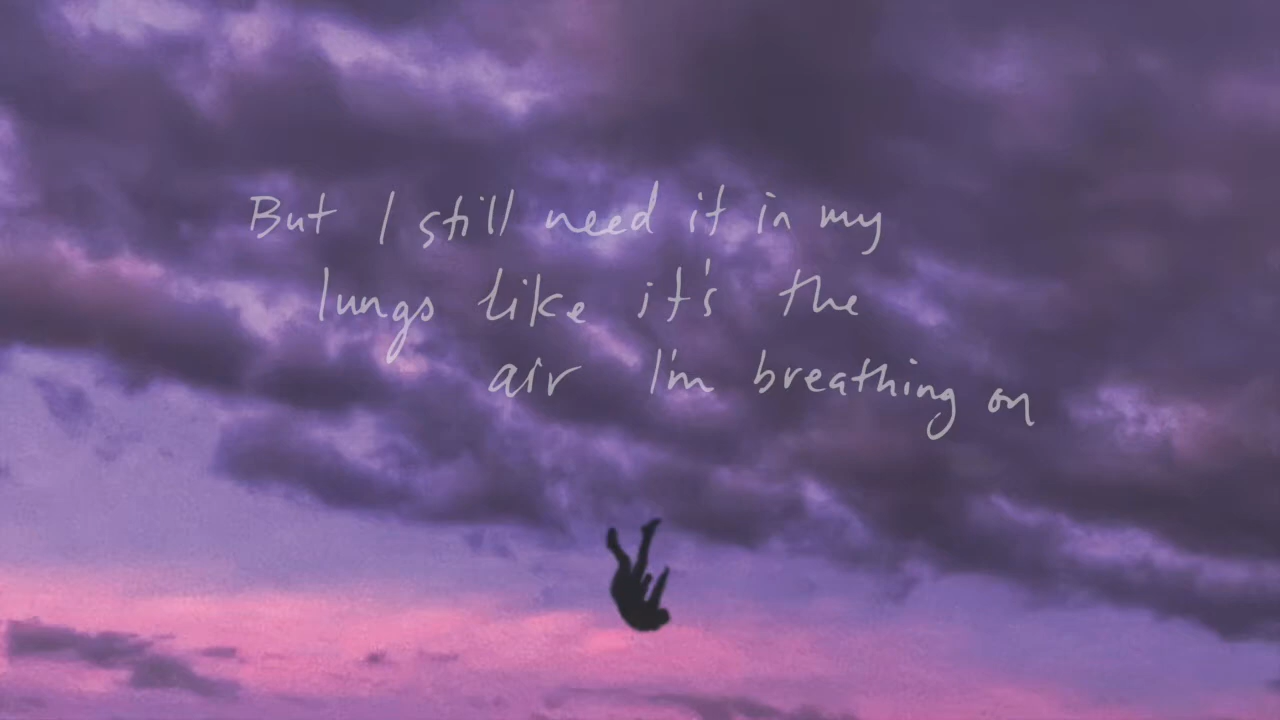 But I still need it in my
lungs like it's the
air I'm breathing on